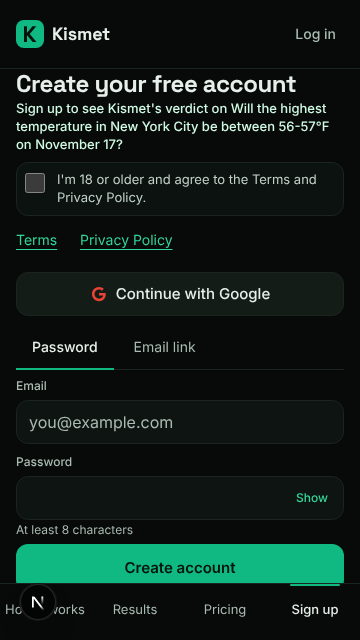 K Kismet
Log in
Create your free account
Sign up to see Kismet's verdict on Will the highest
temperature in New York City be between 56-57°F
on November 17?
I'm 18 or older and agree to the Terms and
Privacy Policy.
Terms Privacy Policy
G Continue with Google
Password Email link
Email
you@example.com
Password
Show
At least 8 characters
Create account
N
Results Pricing Sign up